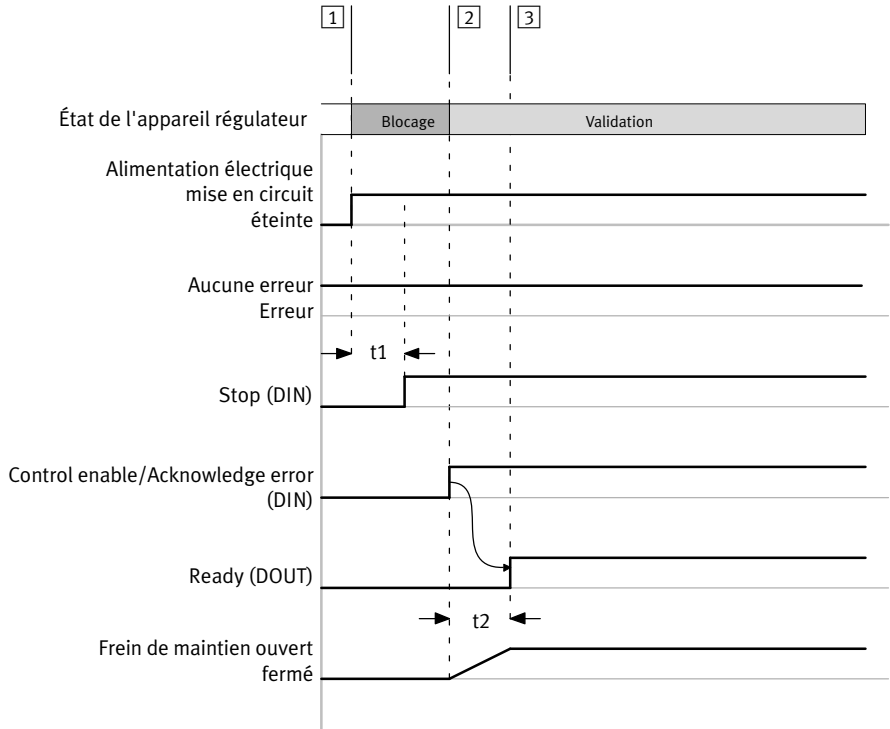 1 2 3
État de l'appareil régulateur Blocage Validation
Alimentation électrique
mise en circuit
éteinte
Aucune erreur
Erreur
t1
Stop (DIN)
Control enable/Acknowledge error
(DIN)
Ready (DOUT)
t2
Frein de maintien ouvert
fermé